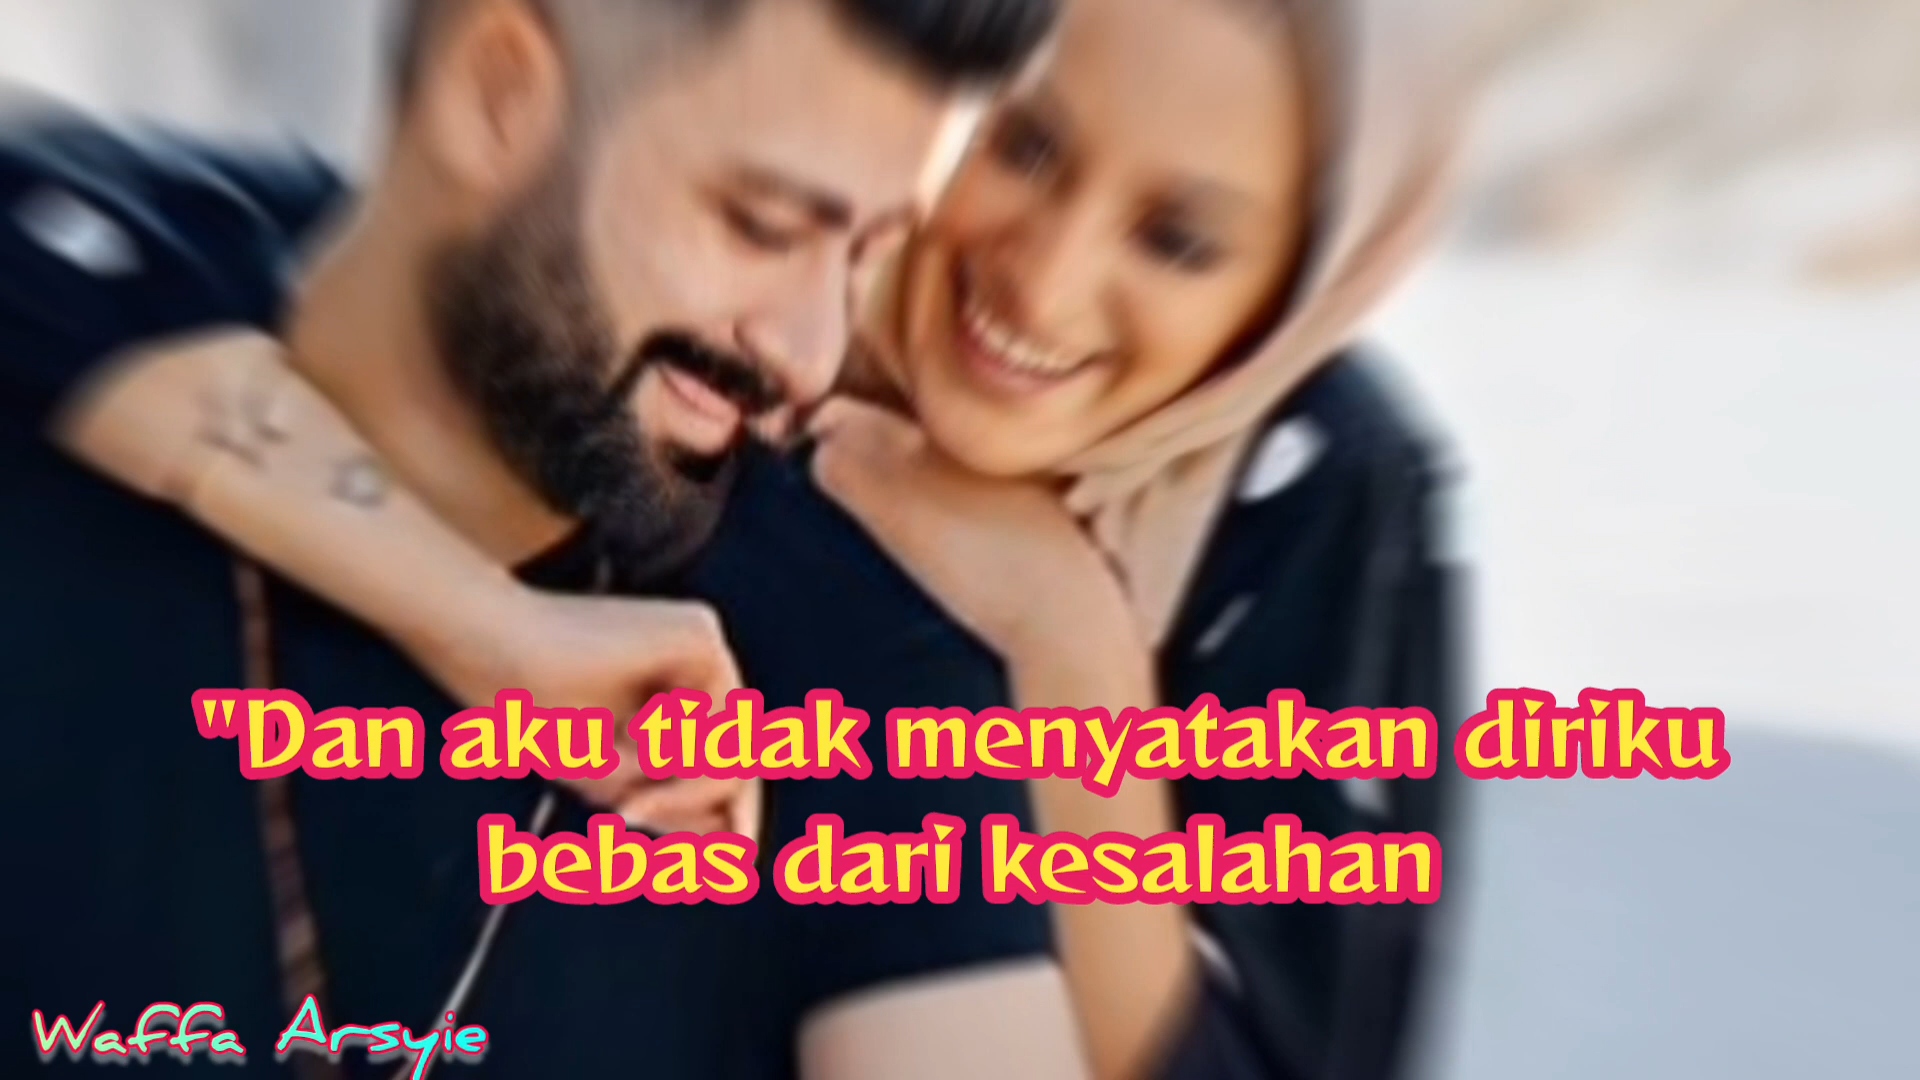 "Dan aku tidak menyatakan diriku
bebas dari kesalahan
Waffa Arsyie